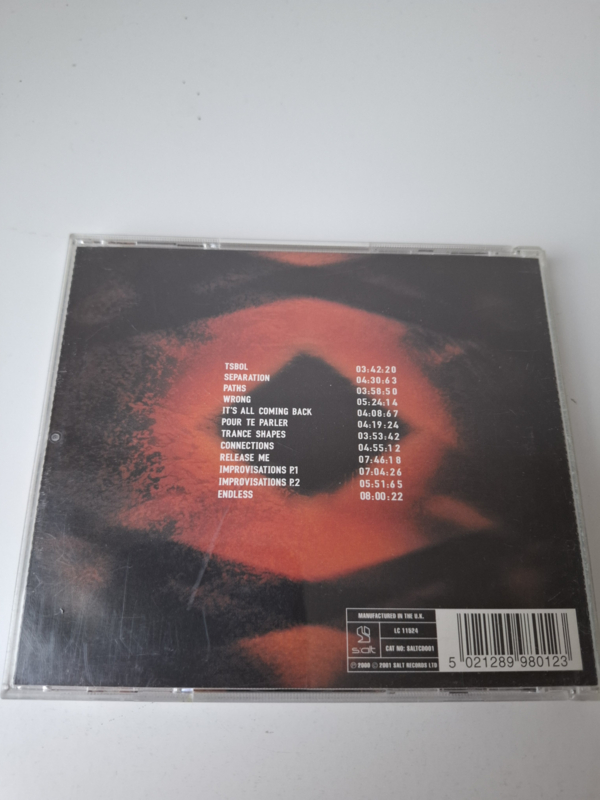 TSBOL 03:42:20
SEPARATION 04:30:63
PATHS 03:58:50
WRONG 05:24:14
IT'S ALL COMING BACK 04:08:67
POUR TE PARLER 04:19:24
TRANCE SHAPES 03:53:42
CONNECTIONS 04:55:12
RELEASE ME 07:46:18
IMPROVISATIONS P.1 07:04:26
IMPROVISATIONS P.2 05:51:65
ENDLESS 08:00:22
MANUFACTURED IN THE U.K.
LC 11524
salt
CAT NO: SALTCD001
℗ 2000 © 2001 SALT RECORDS LTD
5 021289 980123